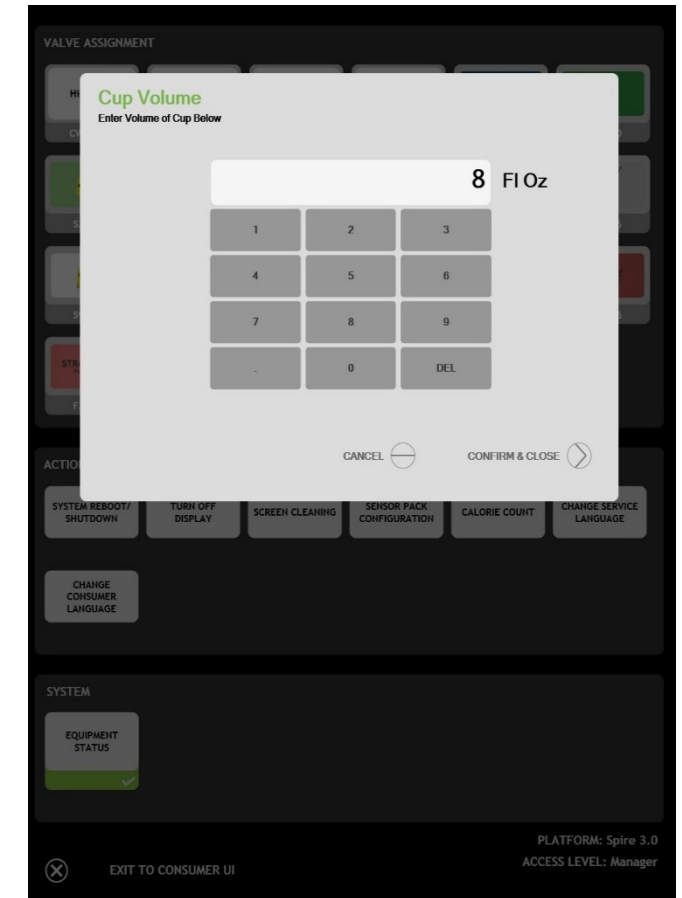 VALVE ASSIGNMENT
Cup Volume
Enter Volume of Cup Below
8 Fl Oz
1 2 3
4 5 6
7 8 9
. 0 DEL
CANCEL
CONFIRM & CLOSE
SYSTEM REBOOT/
SHUTDOWN
TURN OFF
DISPLAY
SCREEN CLEANING
SENSOR PACK
CONFIGURATION
CALORIE COUNT
CHANGE SERVICE
LANGUAGE
CHANGE
CONSUMER
LANGUAGE
SYSTEM
EQUIPMENT
STATUS
PLATFORM: Spire 3.0
ACCESS LEVEL: Manager
EXIT TO CONSUMER UI